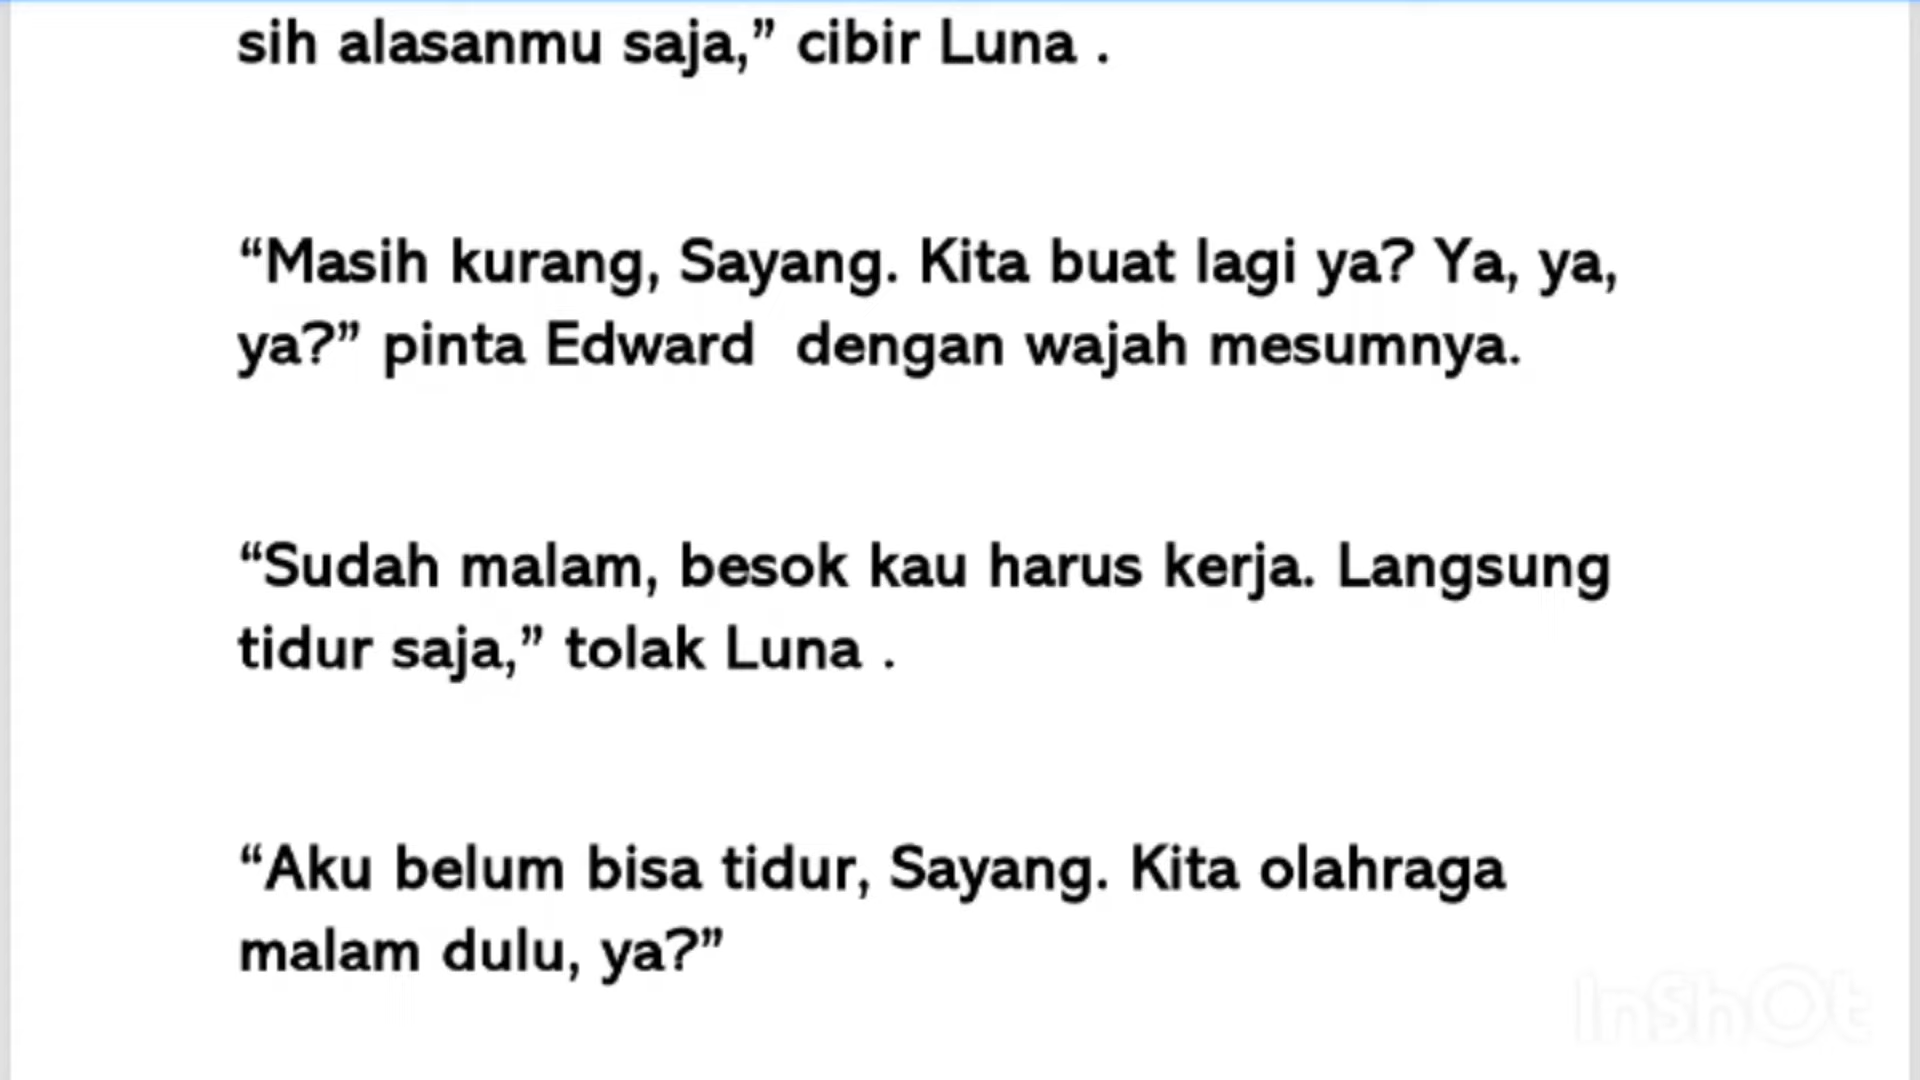 sih alasanmu saja,” cibir Luna .
“Masih kurang, Sayang. Kita buat lagi ya? Ya, ya,
ya?” pinta Edward  dengan wajah mesumnya.
“Sudah malam, besok kau harus kerja. Langsung
tidur saja,” tolak Luna .
“Aku belum bisa tidur, Sayang. Kita olahraga
malam dulu, ya?”
InShOt